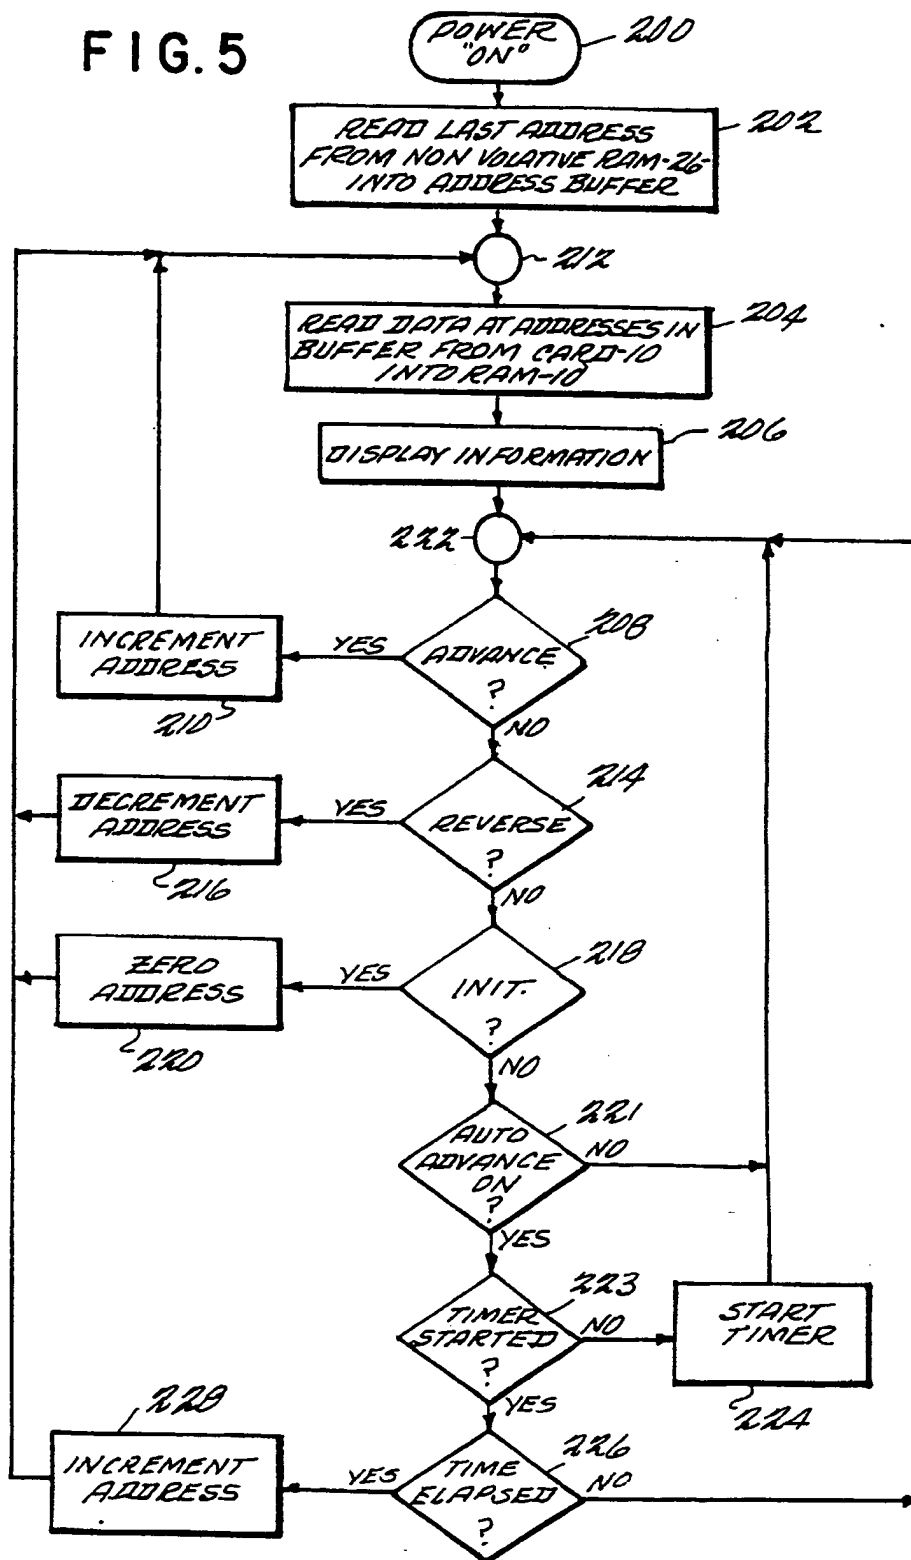 FIG.5
POWER
"ON"
200
READ LAST ADDRESS
FROM NON VOLATIVE RAM-26-
INTO ADDRESS BUFFER
202
212
READ DATA AT ADDRESSES IN
BUFFER FROM CARD-10
INTO RAM-10
204
DISPLAY INFORMATION
206
222
ADVANCE
?
208
YES
INCREMENT
ADDRESS
210
NO
REVERSE
?
214
YES
DECREMENT
ADDRESS
216
NO
INIT.
?
218
YES
ZERO
ADDRESS
220
NO
AUTO
ADVANCE
ON
?
221
NO
YES
TIMER
STARTED
?
223
NO
START
TIMER
224
YES
TIME
ELAPSED
?
226
NO
YES
INCREMENT
ADDRESS
228